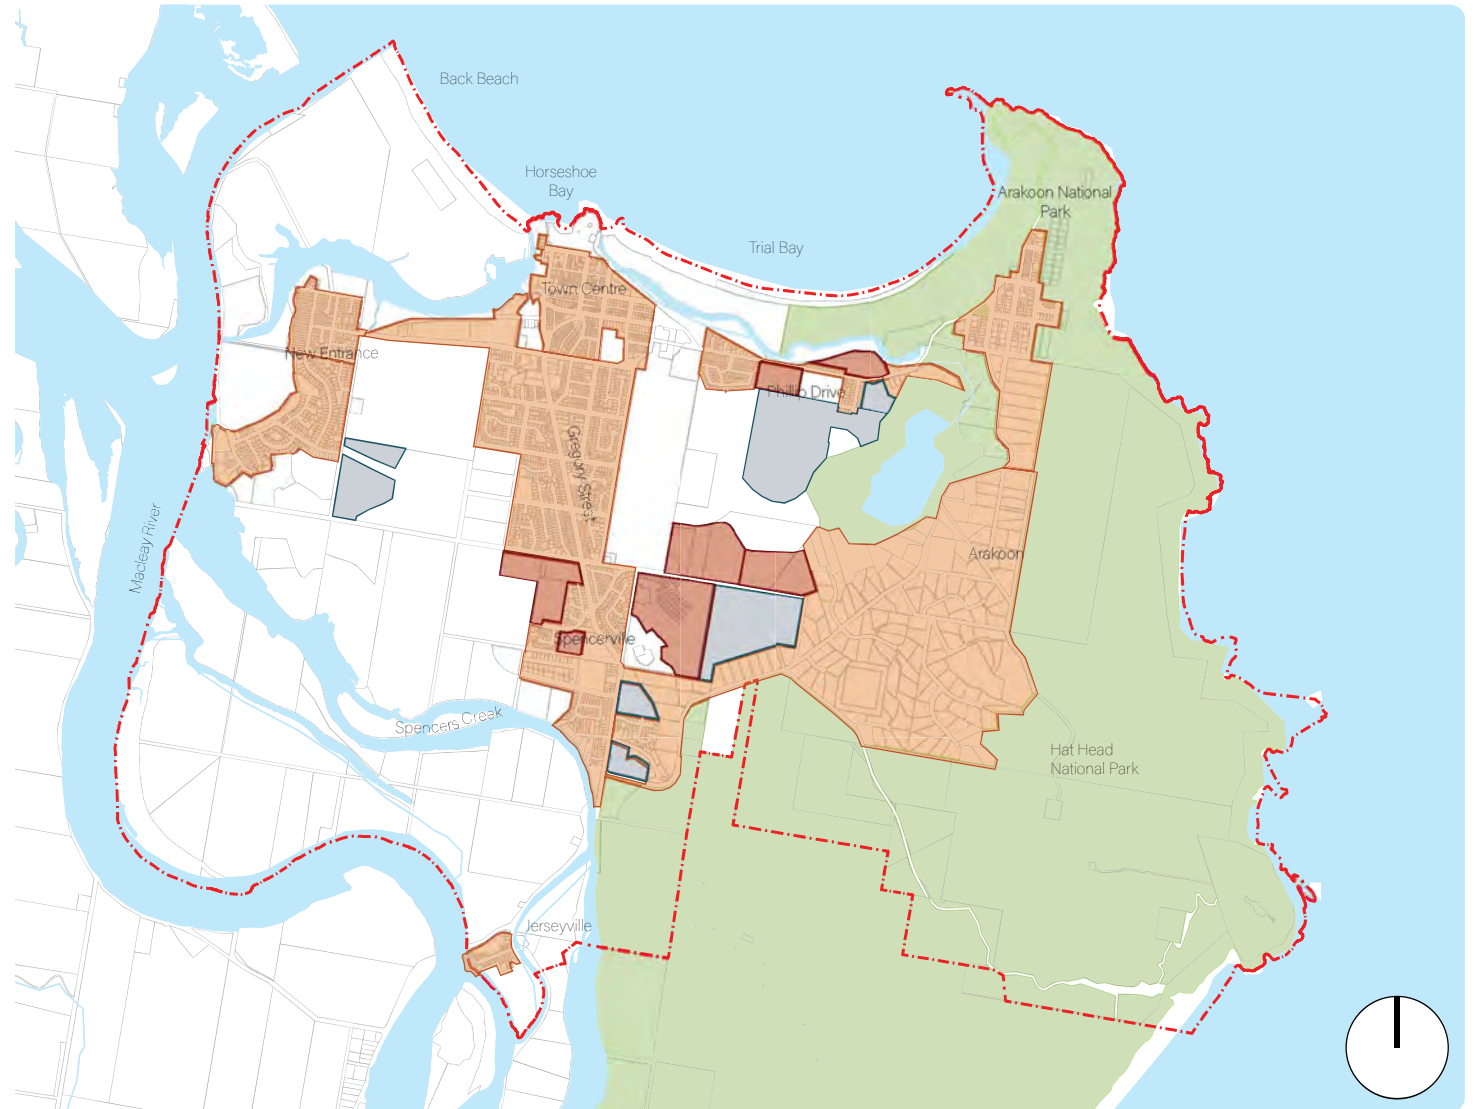 Back Beach
Horseshoe
Bay
Arakoon National
Park
Trial Bay
Town Centre
New Entrance
Phillip Drive
Gregory Street
Macleay River
Arakoon
Spencerville
Spencers Creek
Hat Head
National Park
Jerseyville